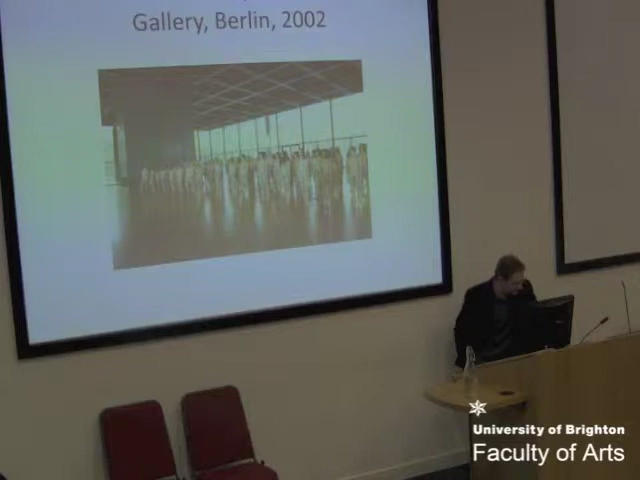 Gallery, Berlin, 2002
University of Brighton
Faculty of Arts